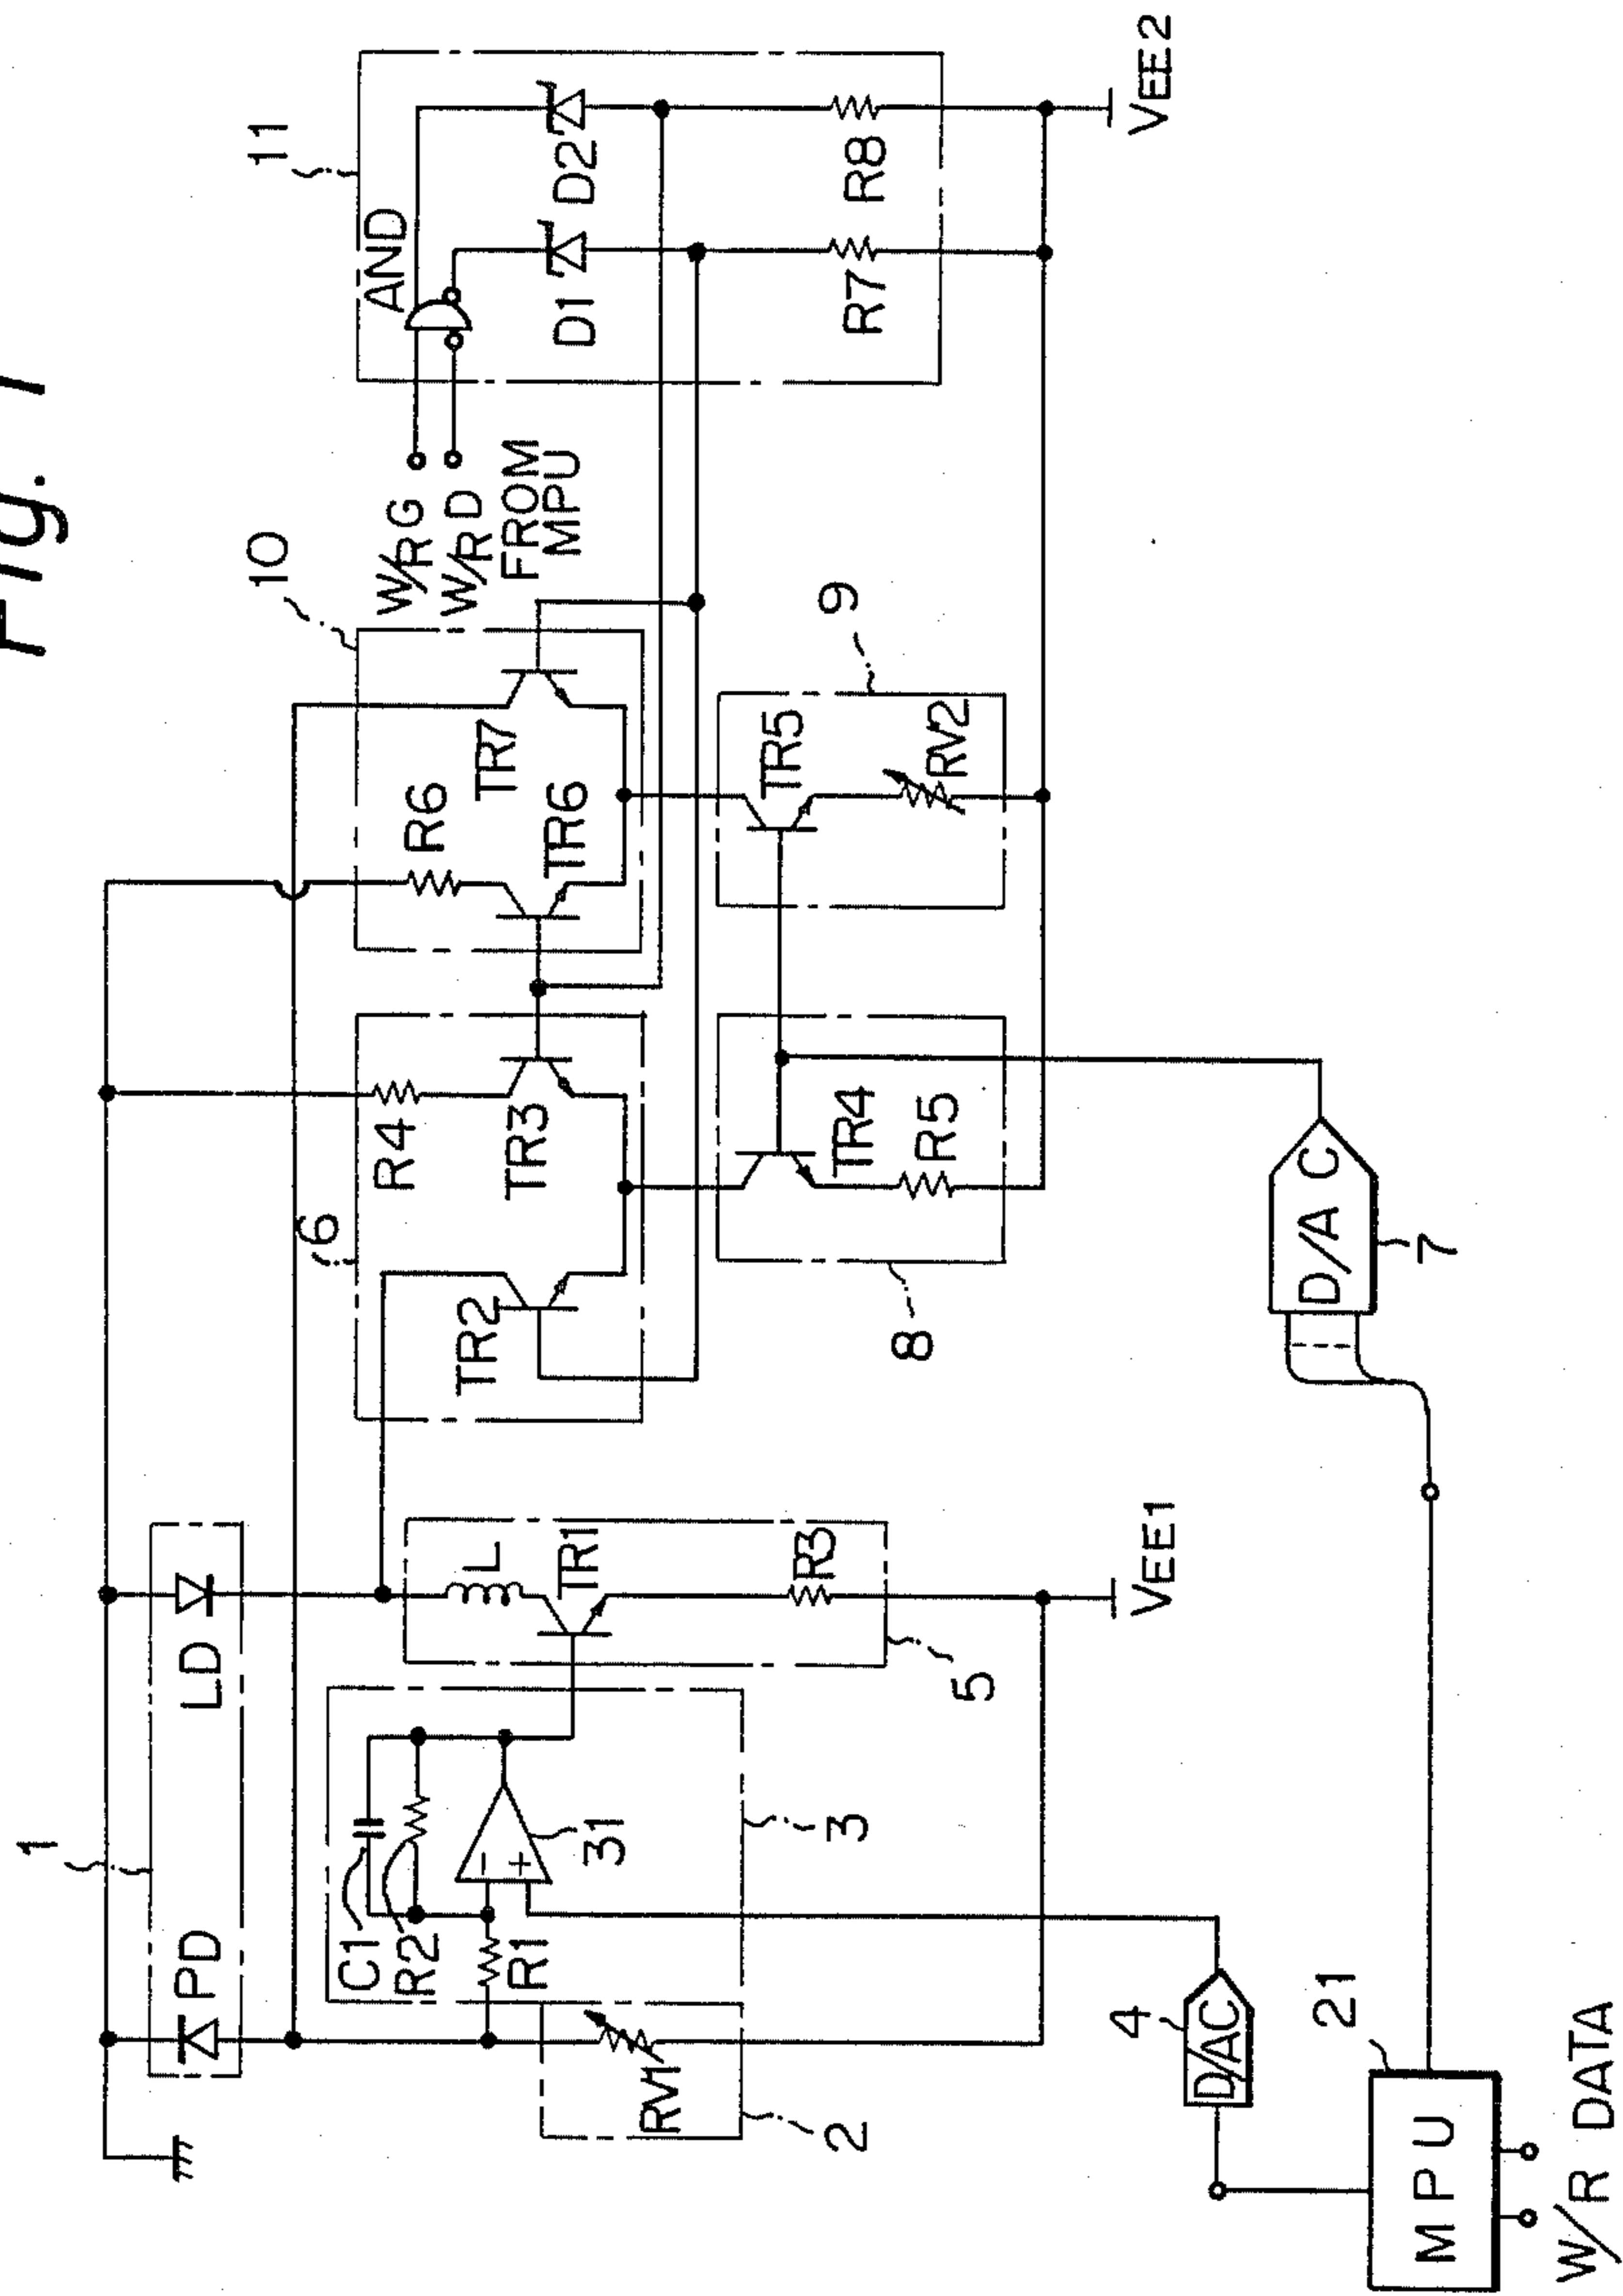 Fig. 1
1
PD
LD
C1
R2
R1
31
3
RV1
2
L
TR1
R3
5
VEE1
4
D/AC
21
MPU
W/R DATA
6
R4
TR2
TR3
TR4
R5
8
D/A C
7
10
R6
TR6
TR7
TR5
RV2
9
W/R G
W/R D
FROM
MPU
11
AND
D1
D2
R7
R8
VEE2